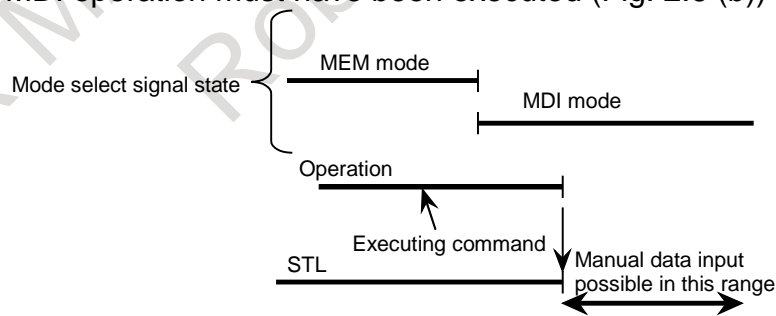 MDI operation must have been executed (Fig. 2.6 (b))
MEM mode
Mode select signal state
MDI mode
Operation
Executing command
STL
Manual data input
possible in this range